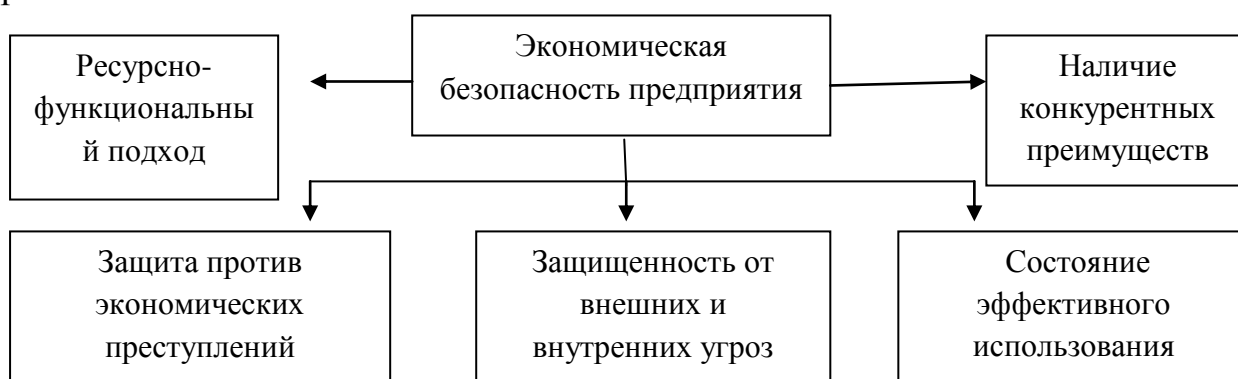 Экономическая
безопасность предприятия
Ресурсно-
функциональны
й подход
Наличие
конкурентных
преимуществ
Защита против
экономических
преступлений
Защищенность от
внешних и
внутренних угроз
Состояние
эффективного
использования